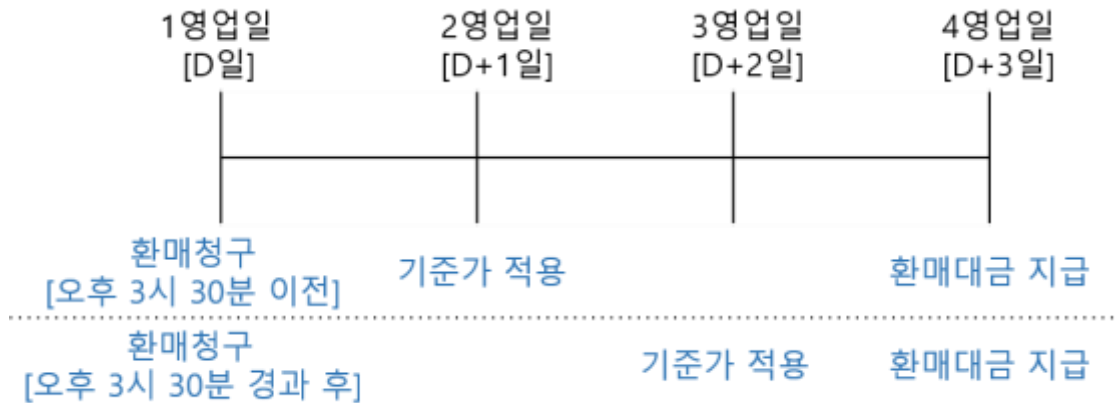 1영업일 2영업일 3영업일 4영업일
[D일] [D+1일] [D+2일] [D+3일]
환매청구
[오후 3시 30분 이전] 기준가 적용 환매대금 지급
환매청구
[오후 3시 30분 경과 후] 기준가 적용 환매대금 지급